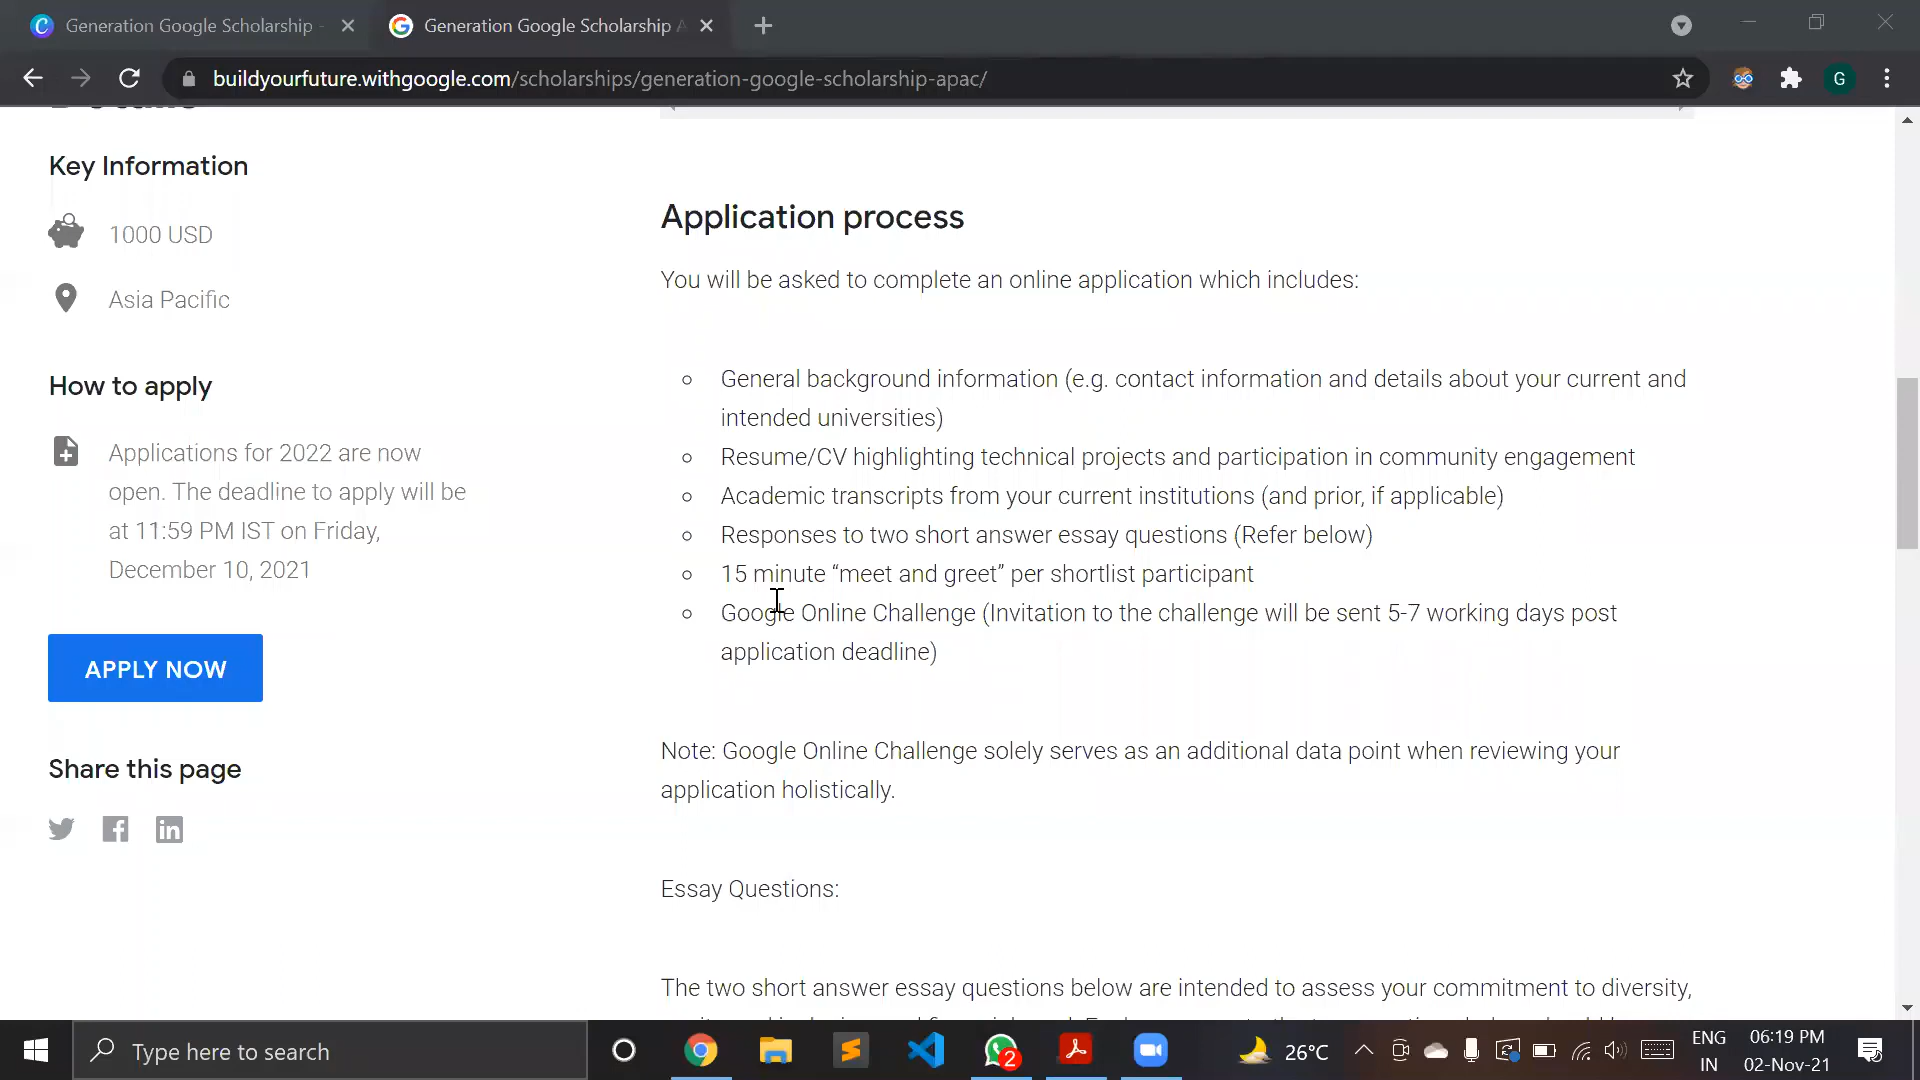 Generation Google Scholarship -
Generation Google Scholarship A
buildyourfuture.withgoogle.com/scholarships/generation-google-scholarship-apac/
G
Key Information
1000 USD
Asia Pacific
How to apply
Applications for 2022 are now
open. The deadline to apply will be
at 11:59 PM IST on Friday,
December 10, 2021
APPLY NOW
Share this page
Application process
You will be asked to complete an online application which includes:
General background information (e.g. contact information and details about your current and
intended universities)
Resume/CV highlighting technical projects and participation in community engagement
Academic transcripts from your current institutions (and prior, if applicable)
Responses to two short answer essay questions (Refer below)
15 minute “meet and greet” per shortlist participant
Google Online Challenge (Invitation to the challenge will be sent 5-7 working days post
application deadline)
Note: Google Online Challenge solely serves as an additional data point when reviewing your
application holistically.
Essay Questions:
The two short answer essay questions below are intended to assess your commitment to diversity,
Type here to search
2
26°C
ENG
IN
06:19 PM
02-Nov-21